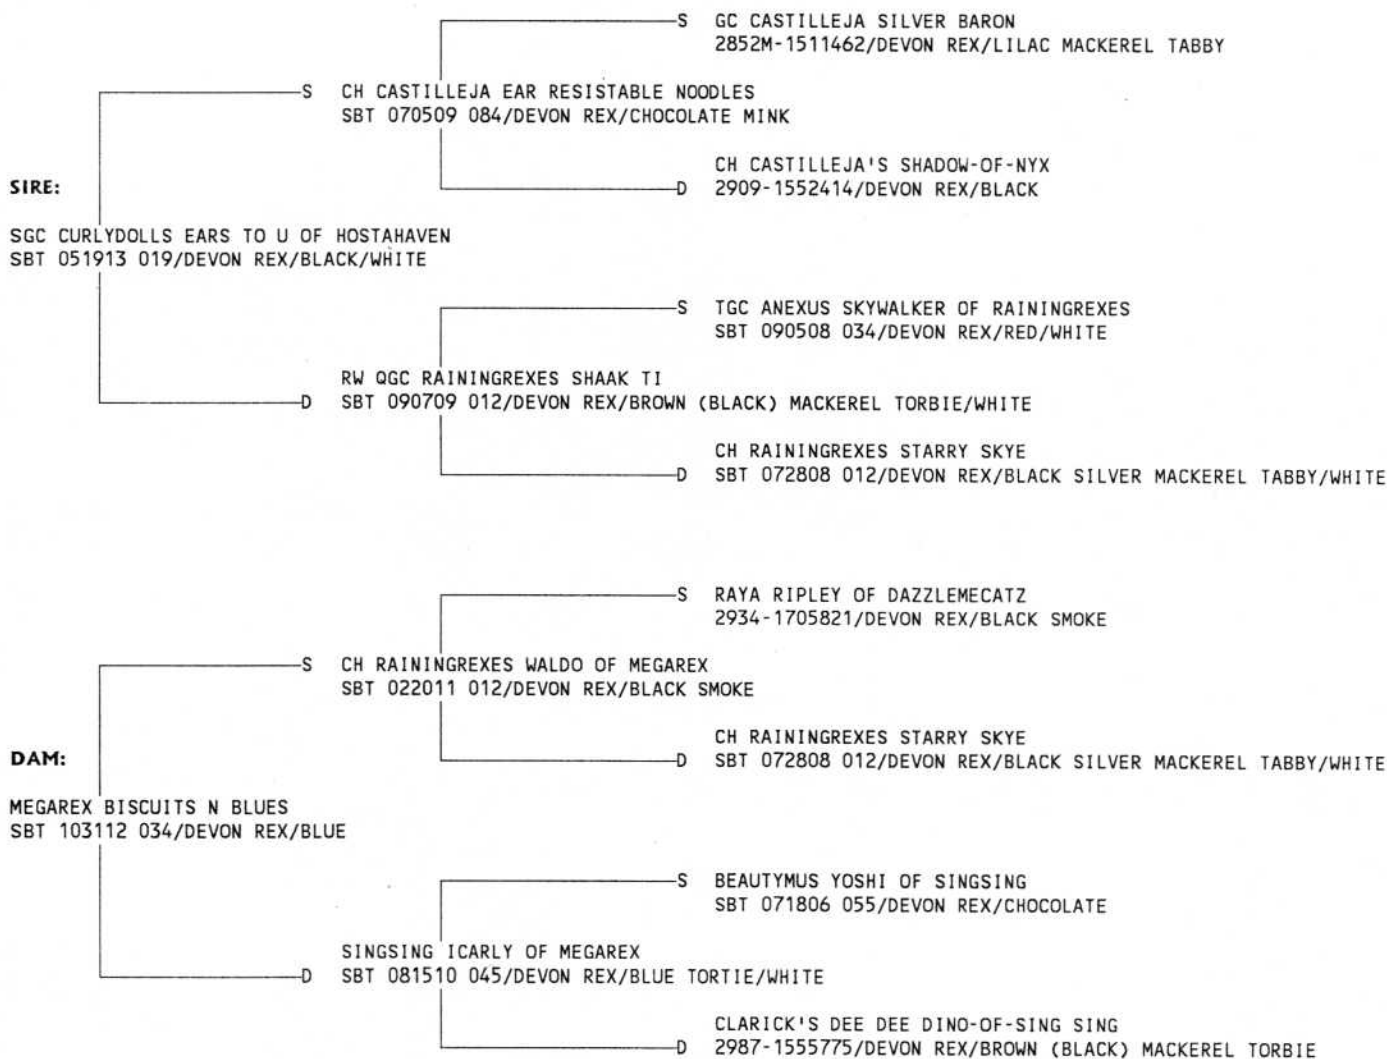 S GC CASTILLEJA SILVER BARON
2852M-1511462/DEVON REX/LILAC MACKEREL TABBY
S CH CASTILLEJA EAR RESISTABLE NOODLES
SBT 070509 084/DEVON REX/CHOCOLATE MINK
CH CASTILLEJA'S SHADOW-OF-NYX
D 2909-1552414/DEVON REX/BLACK
SIRE:
SGC CURLYDOLLS EARS TO U OF HOSTAHAVEN
SBT 051913 019/DEVON REX/BLACK/WHITE
S TGC ANEXUS SKYWALKER OF RAININGREXES
SBT 090508 034/DEVON REX/RED/WHITE
RW QGC RAININGREXES SHAAK TI
D SBT 090709 012/DEVON REX/BROWN (BLACK) MACKEREL TORBIE/WHITE
CH RAININGREXES STARRY SKYE
D SBT 072808 012/DEVON REX/BLACK SILVER MACKEREL TABBY/WHITE
S RAYA RIPLEY OF DAZZLEMECATZ
2934-1705821/DEVON REX/BLACK SMOKE
S CH RAININGREXES WALDO OF MEGAREX
SBT 022011 012/DEVON REX/BLACK SMOKE
CH RAININGREXES STARRY SKYE
D SBT 072808 012/DEVON REX/BLACK SILVER MACKEREL TABBY/WHITE
DAM:
MEGAREX BISCUITS N BLUES
SBT 103112 034/DEVON REX/BLUE
S BEAUTYMUS YOSHI OF SINGSING
SBT 071806 055/DEVON REX/CHOCOLATE
SINGSING ICARLY OF MEGAREX
D SBT 081510 045/DEVON REX/BLUE TORTIE/WHITE
CLARICK'S DEE DEE DINO-OF-SING SING
D 2987-1555775/DEVON REX/BROWN (BLACK) MACKEREL TORBIE